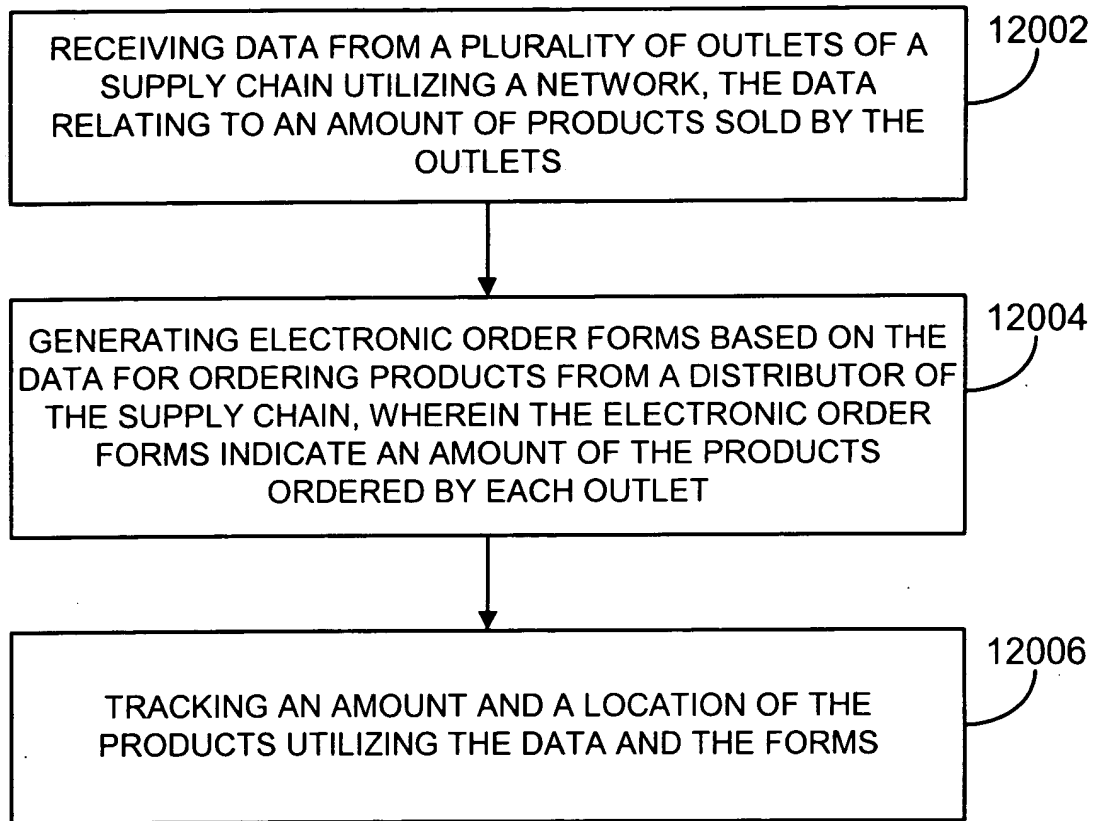 RECEIVING DATA FROM A PLURALITY OF OUTLETS OF A
SUPPLY CHAIN UTILIZING A NETWORK, THE DATA
RELATING TO AN AMOUNT OF PRODUCTS SOLD BY THE
OUTLETS
12002
GENERATING ELECTRONIC ORDER FORMS BASED ON THE
DATA FOR ORDERING PRODUCTS FROM A DISTRIBUTOR OF
THE SUPPLY CHAIN, WHEREIN THE ELECTRONIC ORDER
FORMS INDICATE AN AMOUNT OF THE PRODUCTS
ORDERED BY EACH OUTLET
12004
TRACKING AN AMOUNT AND A LOCATION OF THE
PRODUCTS UTILIZING THE DATA AND THE FORMS
12006